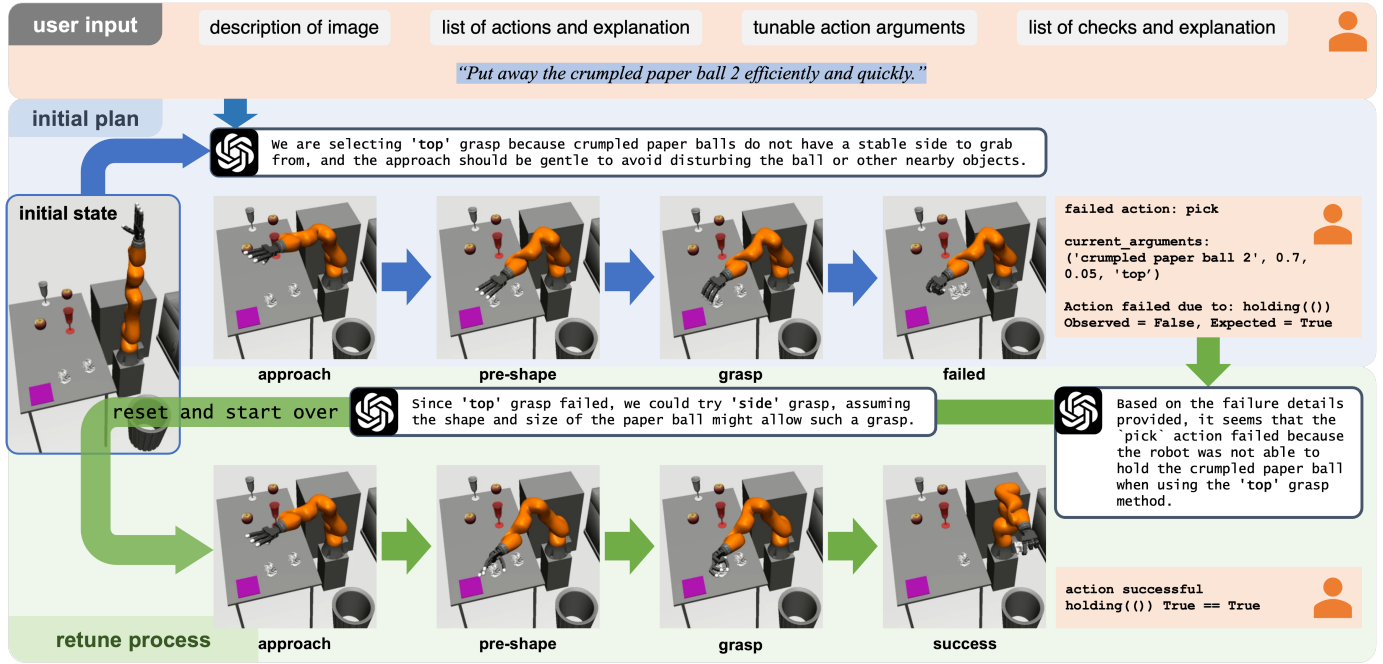 user input
description of image
list of actions and explanation
tunable action arguments
list of checks and explanation
“Put away the crumpled paper ball 2 efficiently and quickly.”
initial plan
We are selecting 'top' grasp because crumpled paper balls do not have a stable side to grab
from, and the approach should be gentle to avoid disturbing the ball or other nearby objects.
initial state
approach
pre-shape
grasp
failed
failed action: pick
current_arguments:
('crumpled paper ball 2', 0.7,
0.05, 'top’)
Action failed due to: holding(())
Observed = False, Expected = True
Based on the failure details
provided, it seems that the
`pick` action failed because
the robot was not able to
hold the crumpled paper ball
when using the 'top' grasp
method.
Since 'top' grasp failed, we could try 'side' grasp, assuming
the shape and size of the paper ball might allow such a grasp.
reset and start over
approach
pre-shape
grasp
success
action successful
holding(()) True == True
retune process